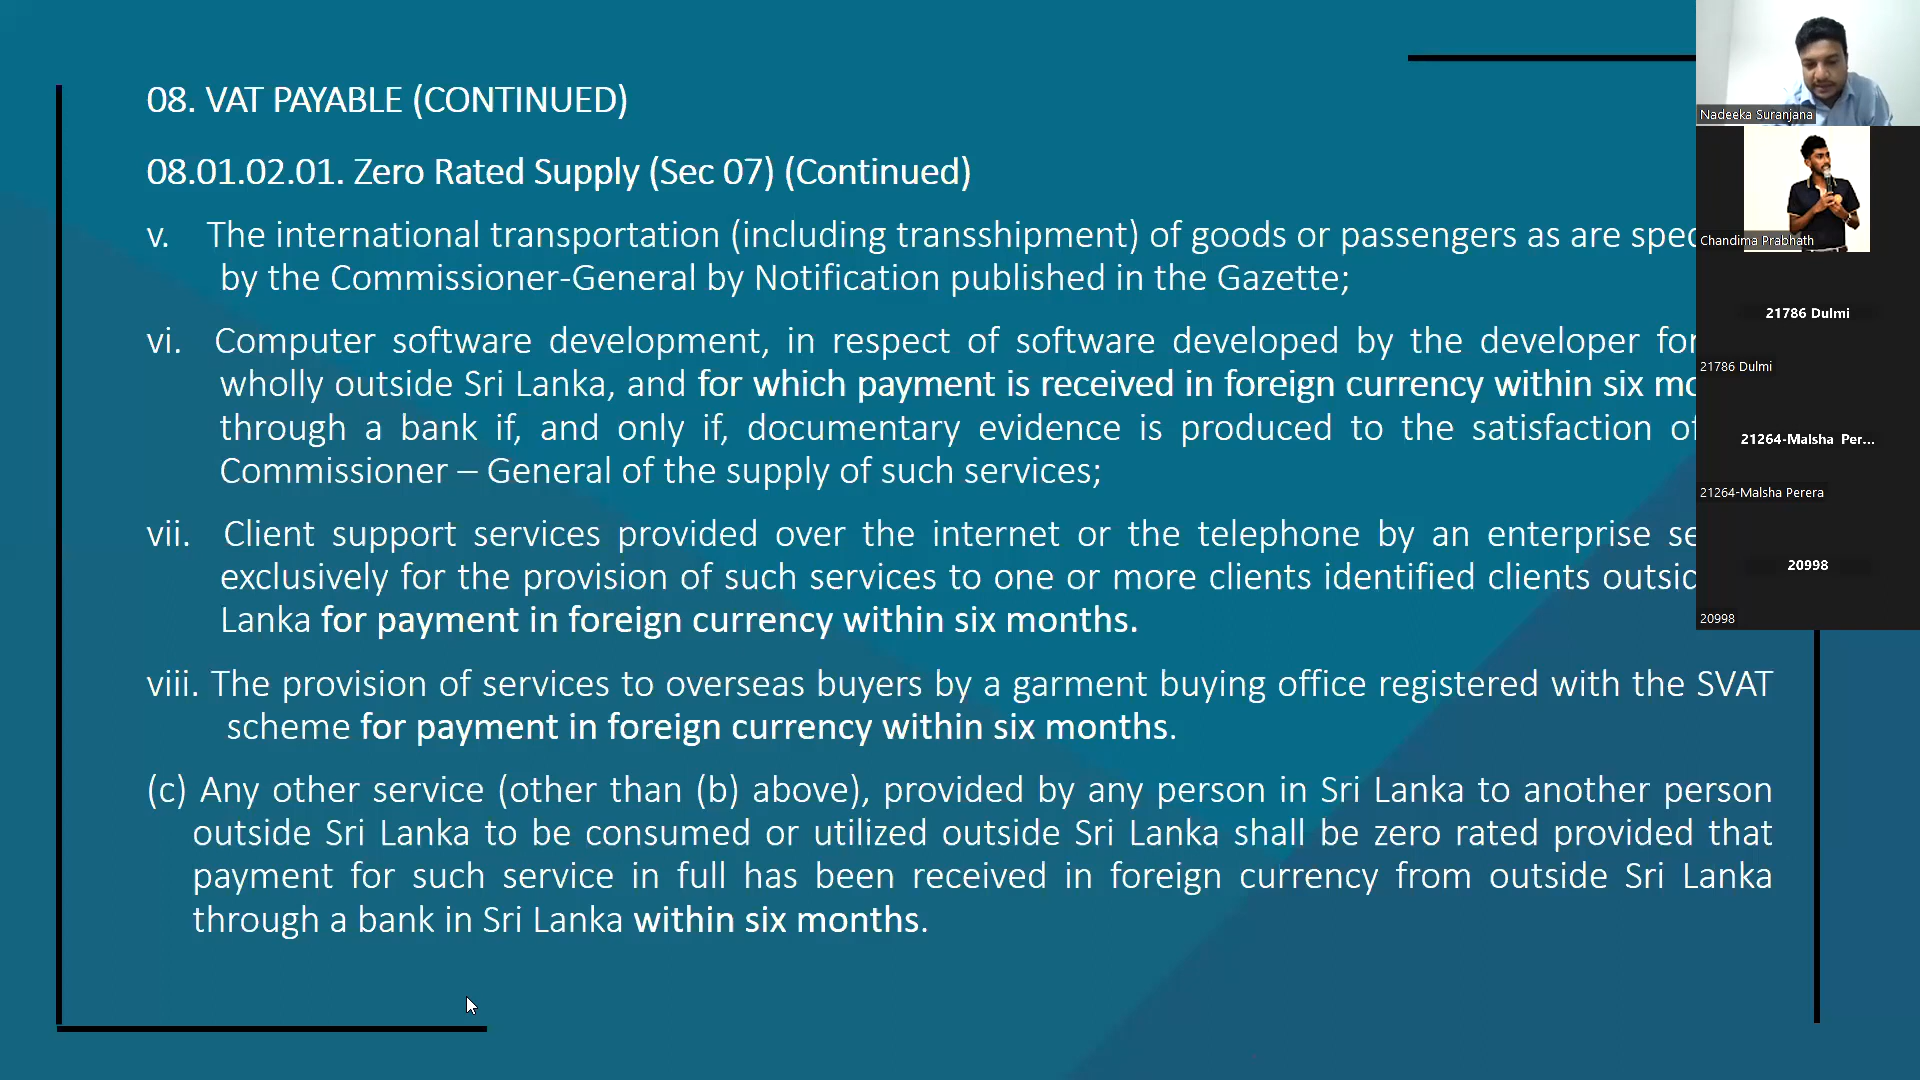 08. VAT PAYABLE (CONTINUED)
08.01.02.01. Zero Rated Supply (Sec 07) (Continued)
v. The international transportation (including transshipment) of goods or passengers as are
by the Commissioner-General by Notification published in the Gazette;
vi. Computer software development, in respect of software developed by the developer for
wholly outside Sri Lanka, and for which payment is received in foreign currency within six
through a bank if, and only if, documentary evidence is produced to the satisfaction of
Commissioner – General of the supply of such services;
vii. Client support services provided over the internet or the telephone by an enterprise
exclusively for the provision of such services to one or more clients identified clients
Lanka for payment in foreign currency within six months.
viii. The provision of services to overseas buyers by a garment buying office registered with the SVAT
scheme for payment in foreign currency within six months.
(c) Any other service (other than (b) above), provided by any person in Sri Lanka to another person
outside Sri Lanka to be consumed or utilized outside Sri Lanka shall be zero rated provided that
payment for such service in full has been received in foreign currency from outside Sri Lanka
through a bank in Sri Lanka within six months.
Nadeeka Suranjana
Chandima Prabhath
21786 Dulmi
21786 Dulmi
21264-Malsha Per...
21264-Malsha Perera
20998
20998